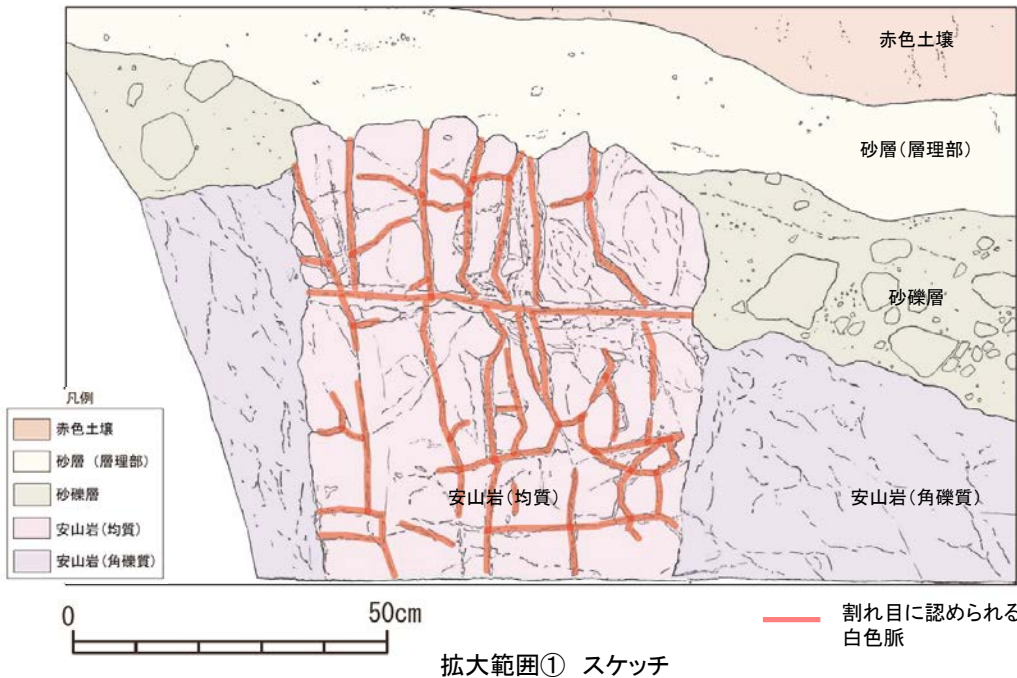 赤色土壌
砂層(層理部)
砂礫層
安山岩(均質)
安山岩(角礫質)
凡例
赤色土壌
砂層 (層理部)
砂礫層
安山岩(均質)
安山岩(角礫質)
0 50cm
割れ目に認められる
白色脈
拡大範囲① スケッチ